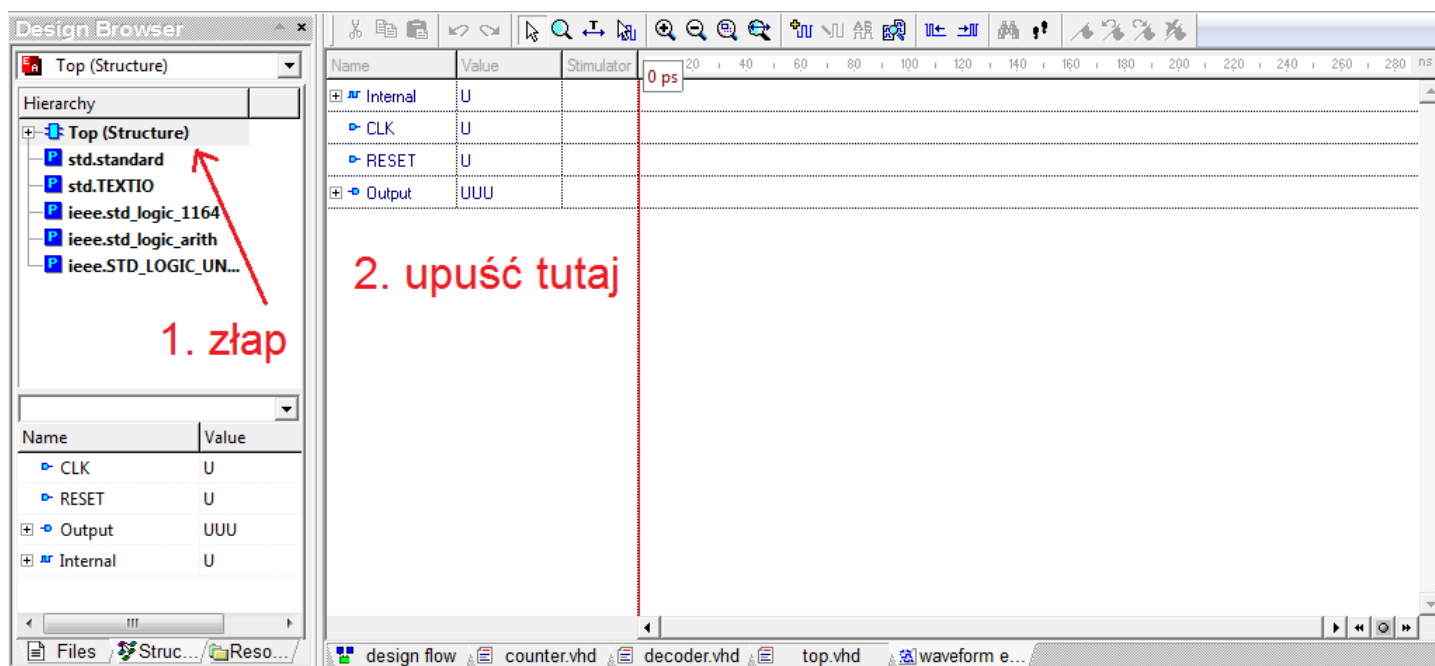 Design Browser
Top (Structure)
Hierarchy
Top (Structure)
std.standard
std.TEXTIO
ieee.std_logic_1164
ieee.std_logic_arith
ieee.STD_LOGIC_UN...
1. złap
Name Value
CLK U
RESET U
Output UUU
Internal U
Files Struc... Reso...
Name Value Stimulator 0 ps 20 40 60 80 100 120 140 160 180 200 220 240 260 280 ns
Internal U
CLK U
RESET U
Output UUU
2. upuść tutaj
design flow counter.vhd decoder.vhd top.vhd waveform e...